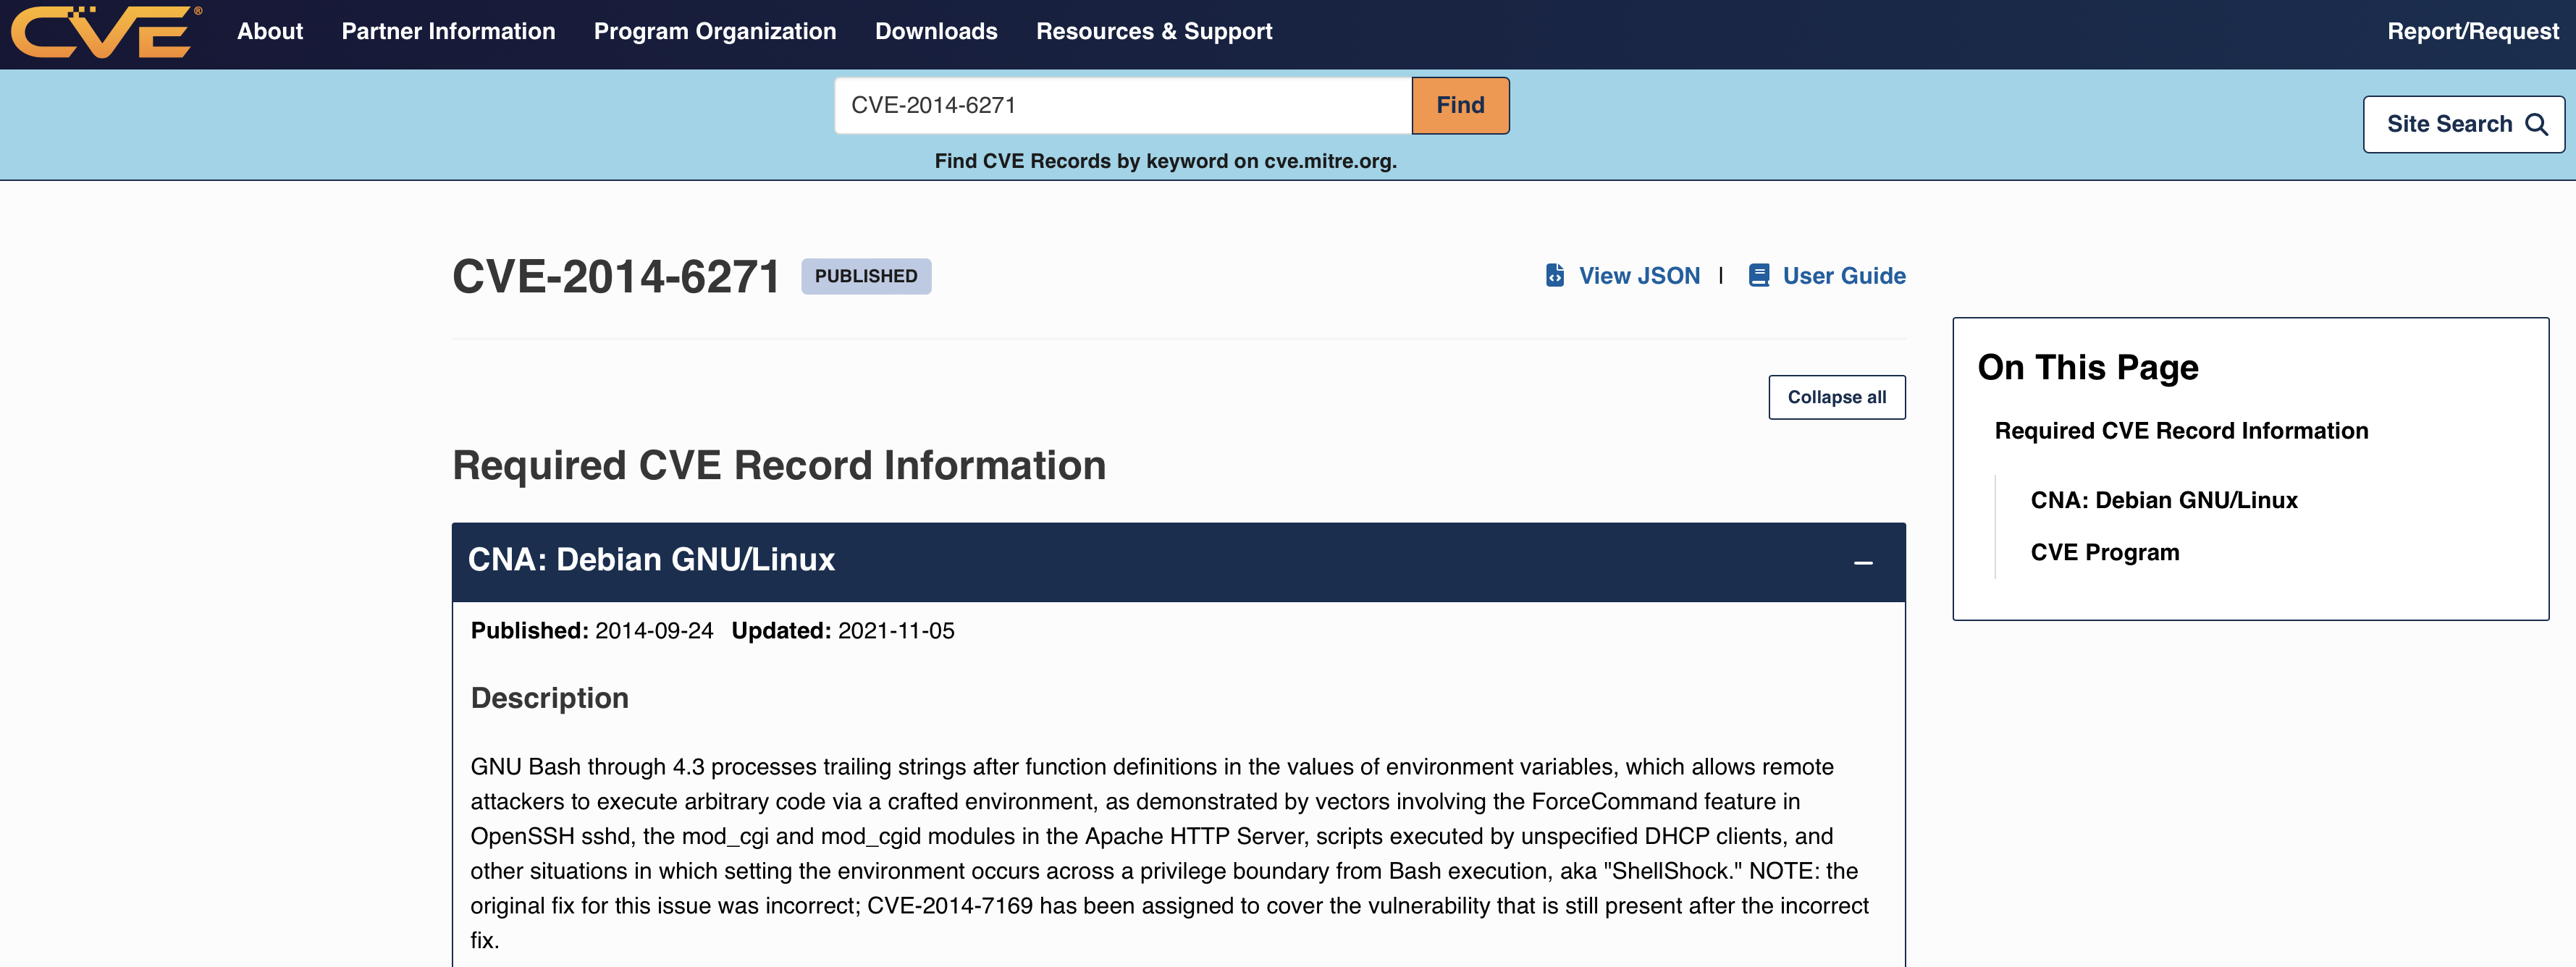 CVE®
About Partner Information Program Organization Downloads Resources & Support Report/Request
CVE-2014-6271 Find
Site Search
Find CVE Records by keyword on cve.mitre.org.
CVE-2014-6271 PUBLISHED View JSON | User Guide
Collapse all
Required CVE Record Information
CNA: Debian GNU/Linux
Published: 2014-09-24 Updated: 2021-11-05
Description
GNU Bash through 4.3 processes trailing strings after function definitions in the values of environment variables, which allows remote
attackers to execute arbitrary code via a crafted environment, as demonstrated by vectors involving the ForceCommand feature in
OpenSSH sshd, the mod_cgi and mod_cgid modules in the Apache HTTP Server, scripts executed by unspecified DHCP clients, and
other situations in which setting the environment occurs across a privilege boundary from Bash execution, aka "ShellShock." NOTE: the
original fix for this issue was incorrect; CVE-2014-7169 has been assigned to cover the vulnerability that is still present after the incorrect
fix.
On This Page
Required CVE Record Information
CNA: Debian GNU/Linux
CVE Program